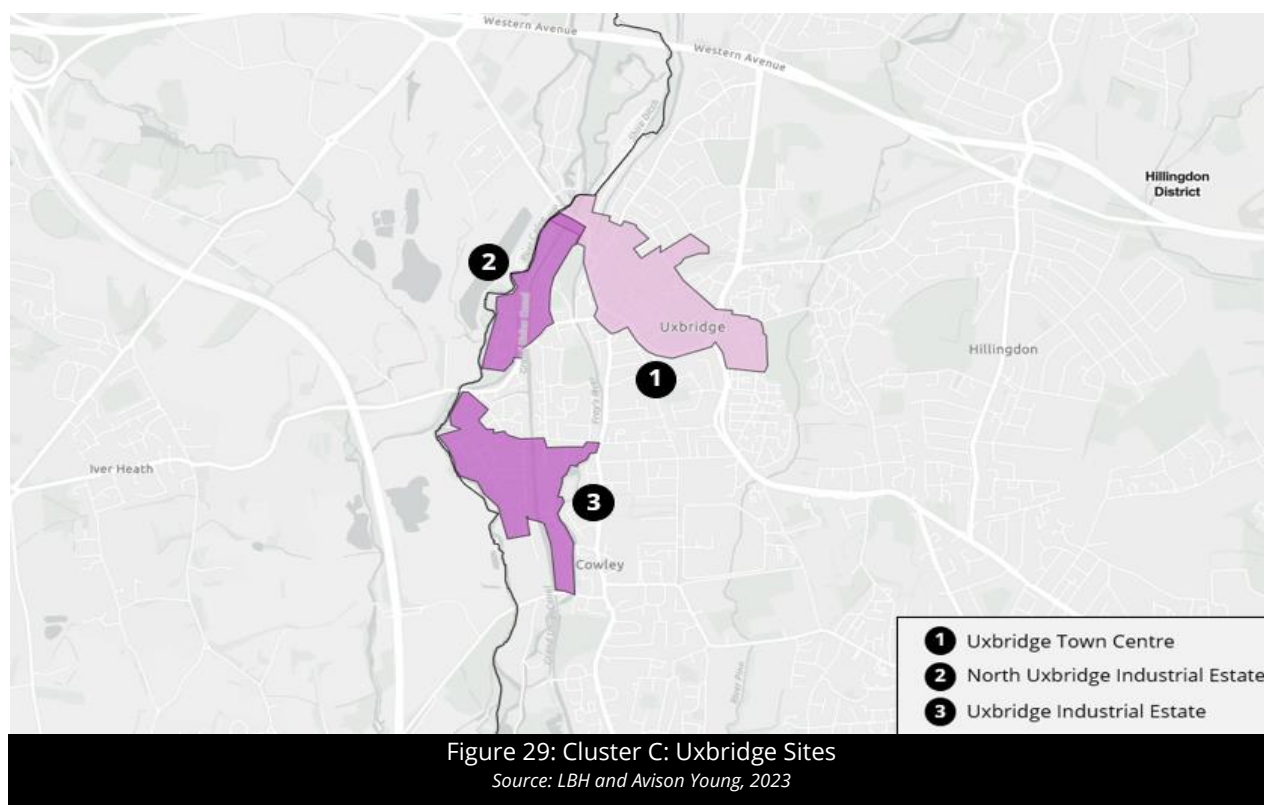 Western Avenue
Western Avenue
Shire Ditch
Hillingdon
District
2
Uxbridge
Hillingdon
1
Iver Heath
3
Cowley
1 Uxbridge Town Centre
2 North Uxbridge Industrial Estate
3 Uxbridge Industrial Estate
Figure 29: Cluster C: Uxbridge Sites
Source: LBH and Avison Young, 2023